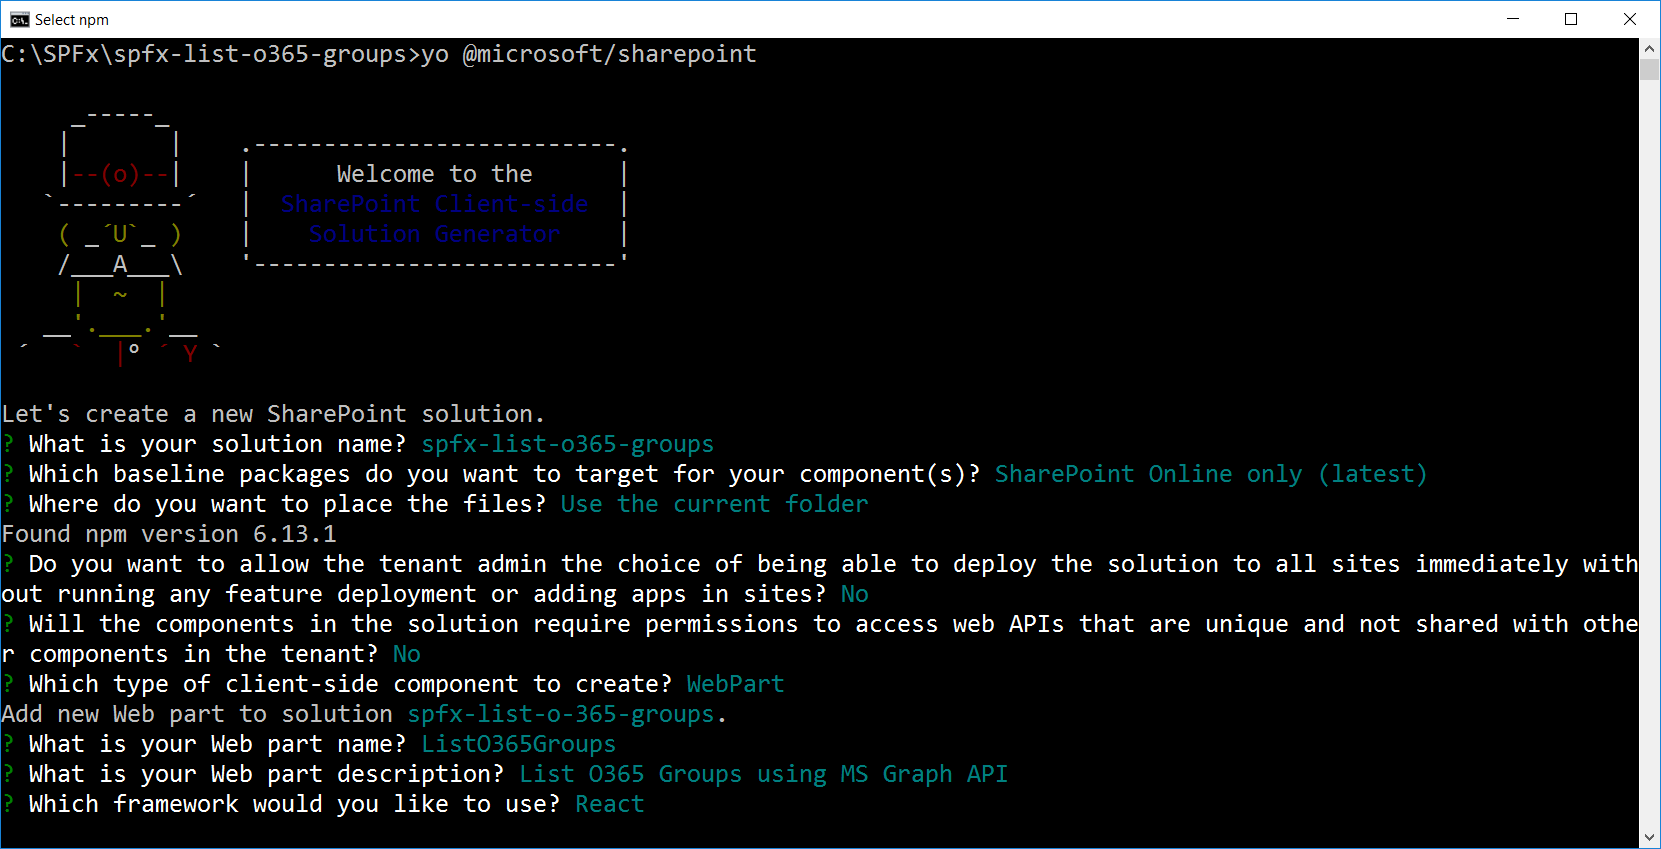 Select npm
C:\SPFx\spfx-list-o365-groups>yo @microsoft/sharepoint
     _-----_
    |       |    .--------------------------.
    |--(o)--|    |      Welcome to the      |
   `---------´   |  SharePoint Client-side  |
    ( _´U`_ )    |    Solution Generator    |
    /___A___\    '--------------------------'
     |  ~  |
   __'.___.'__
 ´   `  |° ´ Y `
Let's create a new SharePoint solution.
? What is your solution name? spfx-list-o365-groups
? Which baseline packages do you want to target for your component(s)? SharePoint Online only (latest)
? Where do you want to place the files? Use the current folder
Found npm version 6.13.1
? Do you want to allow the tenant admin the choice of being able to deploy the solution to all sites immediately with
out running any feature deployment or adding apps in sites? No
? Will the components in the solution require permissions to access web APIs that are unique and not shared with othe
r components in the tenant? No
? Which type of client-side component to create? WebPart
Add new Web part to solution spfx-list-o-365-groups.
? What is your Web part name? ListO365Groups
? What is your Web part description? List O365 Groups using MS Graph API
? Which framework would you like to use? React